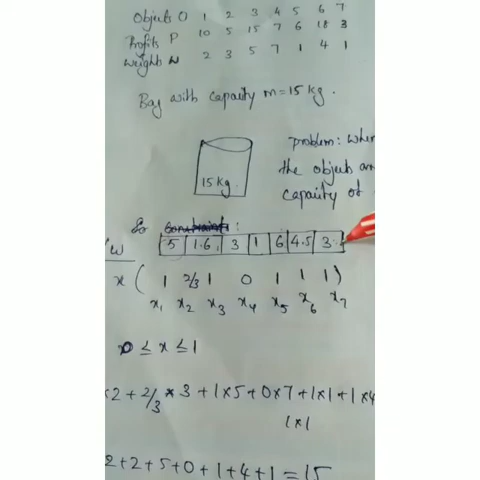 Objects O 1 2 3 4 5 6 7
Profits P 10 5 15 7 6 18 3
Weights W 2 3 5 7 1 4 1
Bag with capacity m=15 kg.
15 Kg.
problem: When
the objects an
capacity of
So
5 1.6 3 1 6 4.5 3
/w
x ( 1 2/3 1 0 1 1 1 )
x₁ x₂ x₃ x₄ x₅ x₆ x₇
0 ≤ x ≤ 1
×2 + 2/3 * 3 + 1×5 + 0×7 + 1×1 + 1×4
1×1
2+2+5+0+1+4+1 = 15